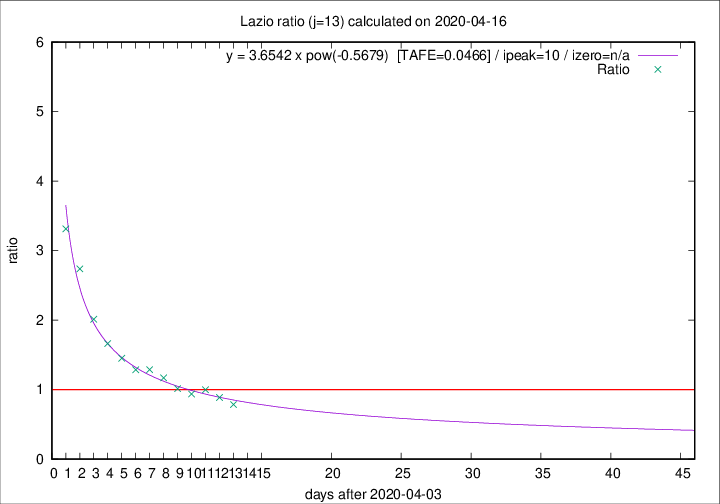 Lazio ratio (j=13) calculated on 2020-04-16
y = 3.6542 x pow(-0.5679)  [TAFE=0.0466] / ipeak=10 / izero=n/a
Ratio
6
5
4
3
2
1
0
ratio
0 1 2 3 4 5 6 7 8 9 10 11 12 13 14 15 20 25 30 35 40 45
days after 2020-04-03